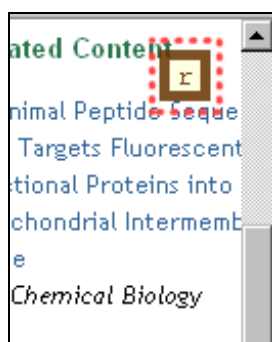 ated Content
r
nimal Peptide Seque
Targets Fluorescent
tional Proteins into
chondrial Intermemb
e
Chemical Biology